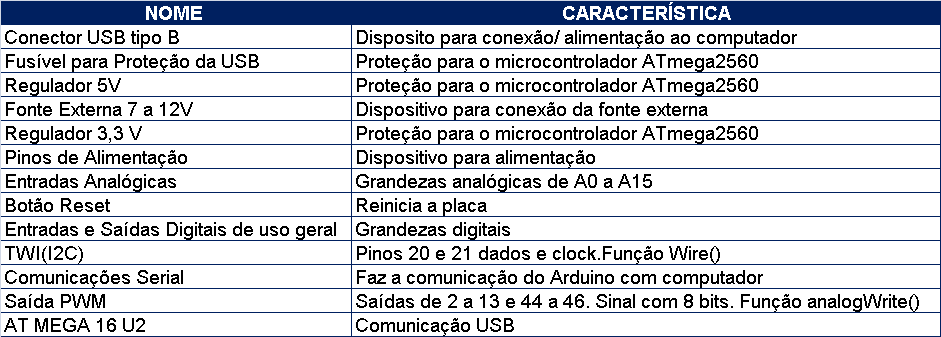 NOME CARACTERÍSTICA
Conector USB tipo B Disposito para conexão/ alimentação ao computador
Fusível para Proteção da USB Proteção para o microcontrolador ATmega2560
Regulador 5V Proteção para o microcontrolador ATmega2560
Fonte Externa 7 a 12V Dispositivo para conexão da fonte externa
Regulador 3,3 V Proteção para o microcontrolador ATmega2560
Pinos de Alimentação Dispositivo para alimentação
Entradas Analógicas Grandezas analógicas de A0 a A15
Botão Reset Reinicia a placa
Entradas e Saídas Digitais de uso geral Grandezas digitais
TWI(I2C) Pinos 20 e 21 dados e clock.Função Wire()
Comunicações Serial Faz a comunicação do Arduino com computador
Saída PWM Saídas de 2 a 13 e 44 a 46. Sinal com 8 bits. Função analogWrite()
AT MEGA 16 U2 Comunicação USB